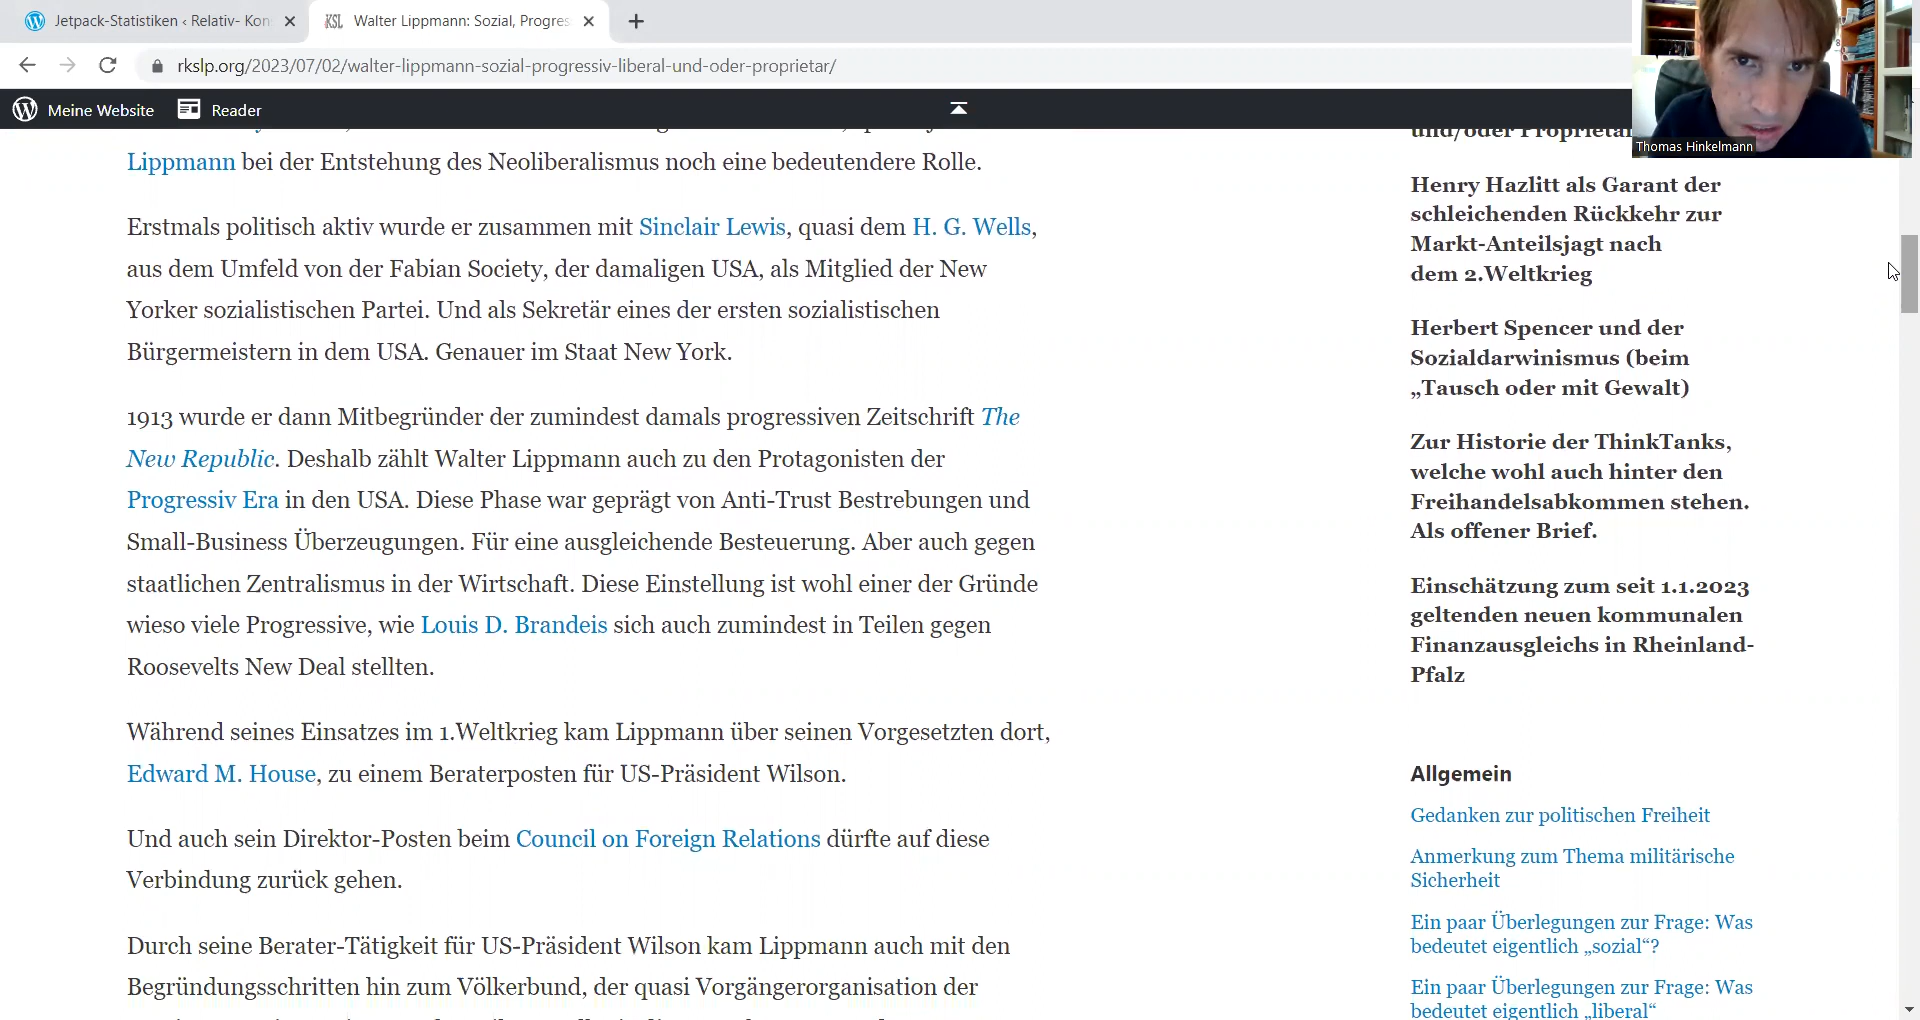 Jetpack-Statistiken ‹ Relativ- Kon
Walter Lippmann: Sozial, Progres
rkslp.org/2023/07/02/walter-lippmann-sozial-progressiv-liberal-und-oder-proprietar/
Meine Website
Reader
Thomas Hinkelmann
Lippmann bei der Entstehung des Neoliberalismus noch eine bedeutendere Rolle.
Erstmals politisch aktiv wurde er zusammen mit Sinclair Lewis, quasi dem H. G. Wells,
aus dem Umfeld von der Fabian Society, der damaligen USA, als Mitglied der New
Yorker sozialistischen Partei. Und als Sekretär eines der ersten sozialistischen
Bürgermeistern in dem USA. Genauer im Staat New York.
1913 wurde er dann Mitbegründer der zumindest damals progressiven Zeitschrift The
New Republic. Deshalb zählt Walter Lippmann auch zu den Protagonisten der
Progressiv Era in den USA. Diese Phase war geprägt von Anti-Trust Bestrebungen und
Small-Business Überzeugungen. Für eine ausgleichende Besteuerung. Aber auch gegen
staatlichen Zentralismus in der Wirtschaft. Diese Einstellung ist wohl einer der Gründe
wieso viele Progressive, wie Louis D. Brandeis sich auch zumindest in Teilen gegen
Roosevelts New Deal stellten.
Während seines Einsatzes im 1.Weltkrieg kam Lippmann über seinen Vorgesetzten dort,
Edward M. House, zu einem Beraterposten für US-Präsident Wilson.
Und auch sein Direktor-Posten beim Council on Foreign Relations dürfte auf diese
Verbindung zurück gehen.
Durch seine Berater-Tätigkeit für US-Präsident Wilson kam Lippmann auch mit den
Begründungsschritten hin zum Völkerbund, der quasi Vorgängerorganisation der
und/oder Proprietar
Henry Hazlitt als Garant der
schleichenden Rückkehr zur
Markt-Anteilsjagt nach
dem 2.Weltkrieg
Herbert Spencer und der
Sozialdarwinismus (beim
„Tausch oder mit Gewalt)
Zur Historie der ThinkTanks,
welche wohl auch hinter den
Freihandelsabkommen stehen.
Als offener Brief.
Einschätzung zum seit 1.1.2023
geltenden neuen kommunalen
Finanzausgleichs in Rheinland-
Pfalz
Allgemein
Gedanken zur politischen Freiheit
Anmerkung zum Thema militärische
Sicherheit
Ein paar Überlegungen zur Frage: Was
bedeutet eigentlich „sozial“?
Ein paar Überlegungen zur Frage: Was
bedeutet eigentlich „liberal“